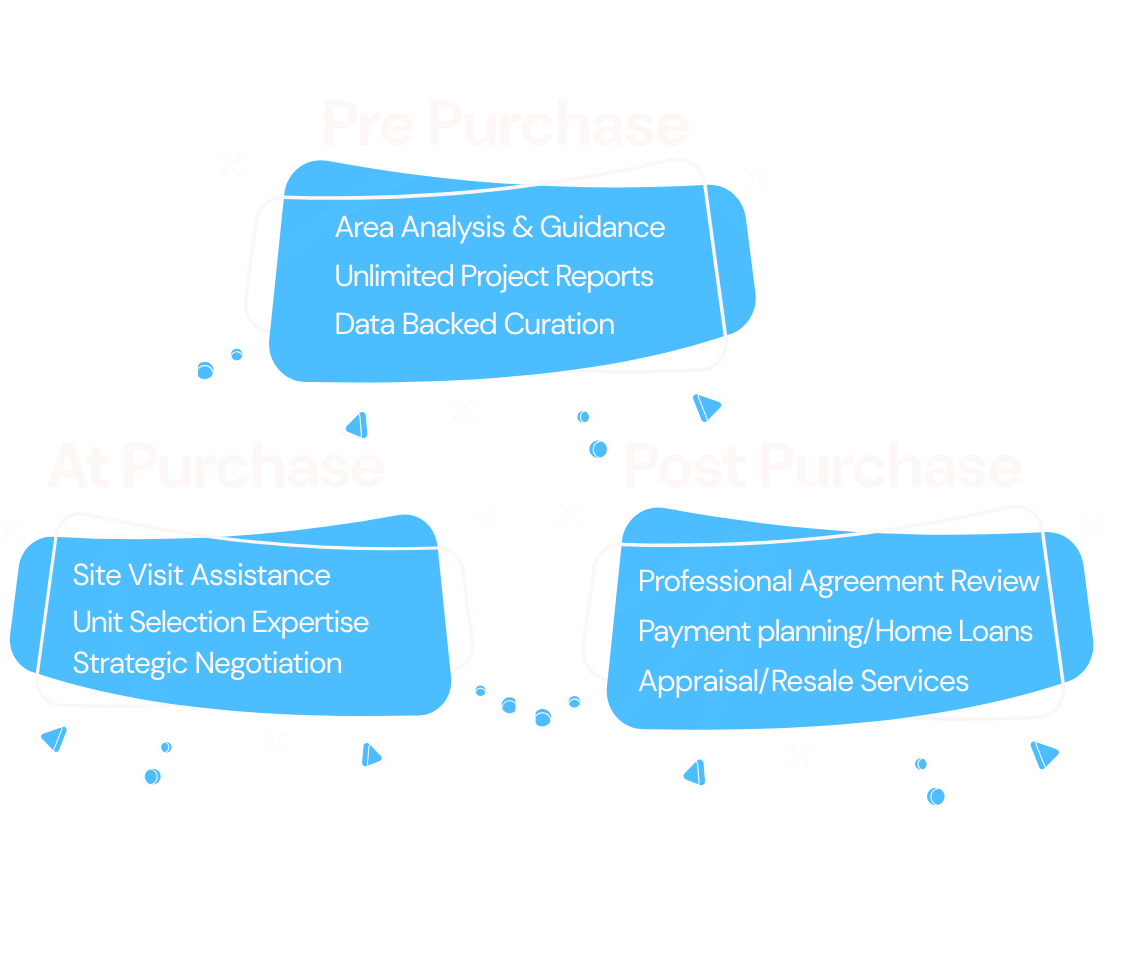 Pre Purchase
Area Analysis & Guidance
Unlimited Project Reports
Data Backed Curation
At Purchase
Site Visit Assistance
Unit Selection Expertise
Strategic Negotiation
Post Purchase
Professional Agreement Review
Payment planning/Home Loans
Appraisal/Resale Services